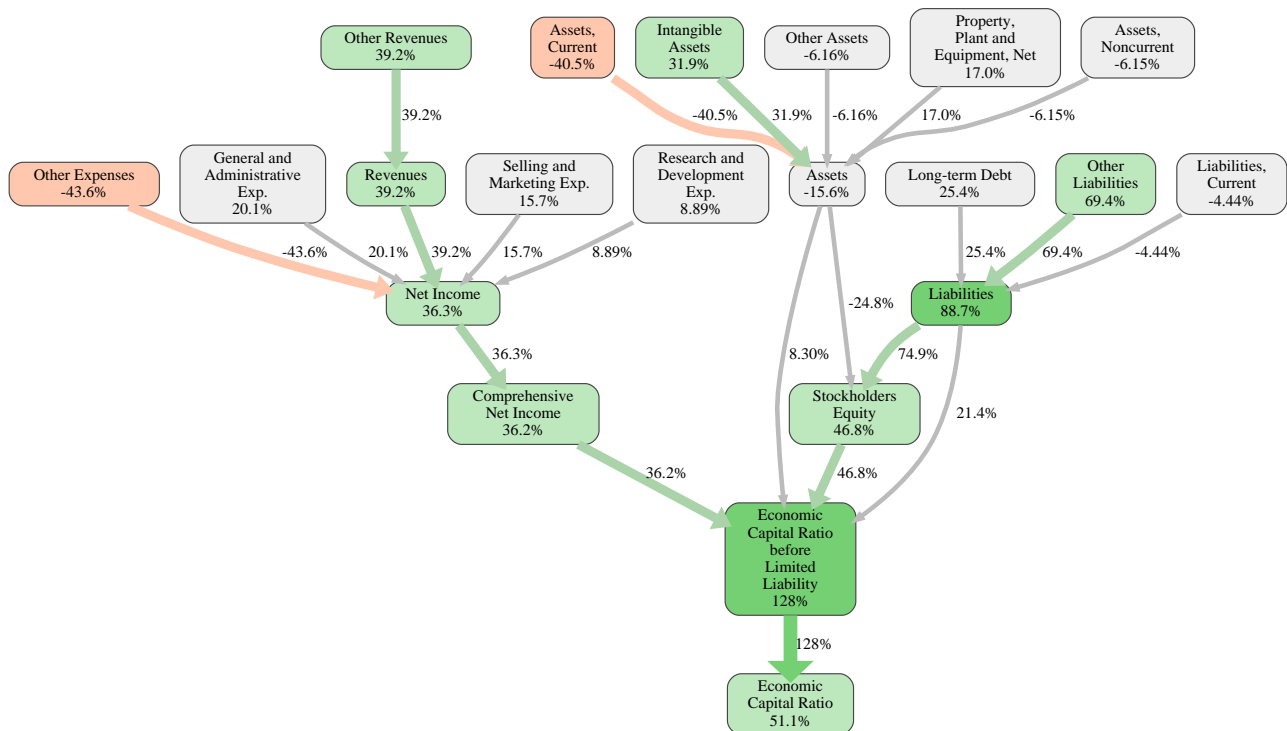 Other Revenues
39.2%
Assets,
Current
-40.5%
Intangible
Assets
31.9%
Other Assets
-6.16%
Property,
Plant and
Equipment, Net
17.0%
Assets,
Noncurrent
-6.15%
39.2%
-40.5%
31.9%
-6.16%
17.0%
-6.15%
Other Expenses
-43.6%
General and
Administrative
Exp.
20.1%
Revenues
39.2%
Selling and
Marketing Exp.
15.7%
Research and
Development
Exp.
8.89%
Assets
-15.6%
Long-term Debt
25.4%
Other
Liabilities
69.4%
Liabilities,
Current
-4.44%
-43.6%
20.1%
39.2%
15.7%
8.89%
25.4%
69.4%
-4.44%
Net Income
36.3%
-24.8%
Liabilities
88.7%
36.3%
8.30%
74.9%
Comprehensive
Net Income
36.2%
Stockholders
Equity
46.8%
21.4%
36.2%
46.8%
Economic
Capital Ratio
before
Limited
Liability
128%
128%
Economic
Capital Ratio
51.1%